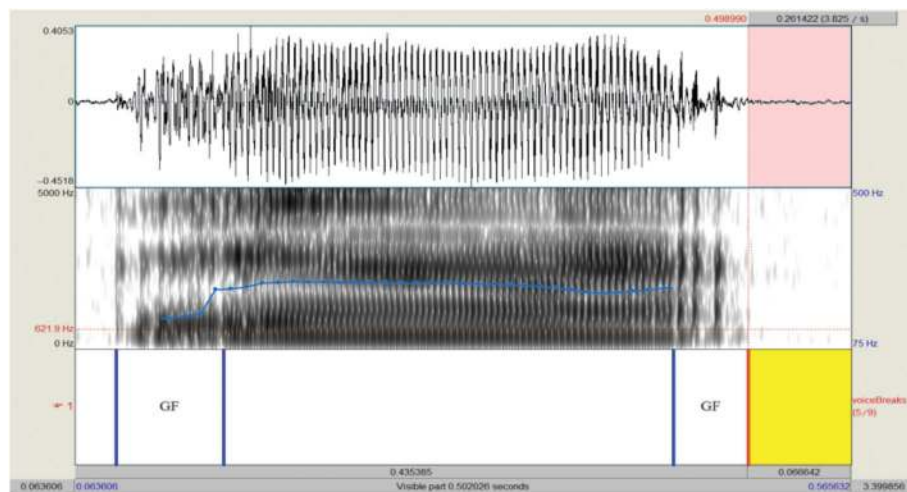 0.498990 0.261422 (3.825 / s)
0.4053
0
-0.4518
5000 Hz 500 Hz
621.9 Hz
0 Hz 75 Hz
GF GF
1 voiceBreaks
(5/9)
0.435385 0.066642
0.063606 0.063606 Visible part 0.502026 seconds 0.565632 3.399856